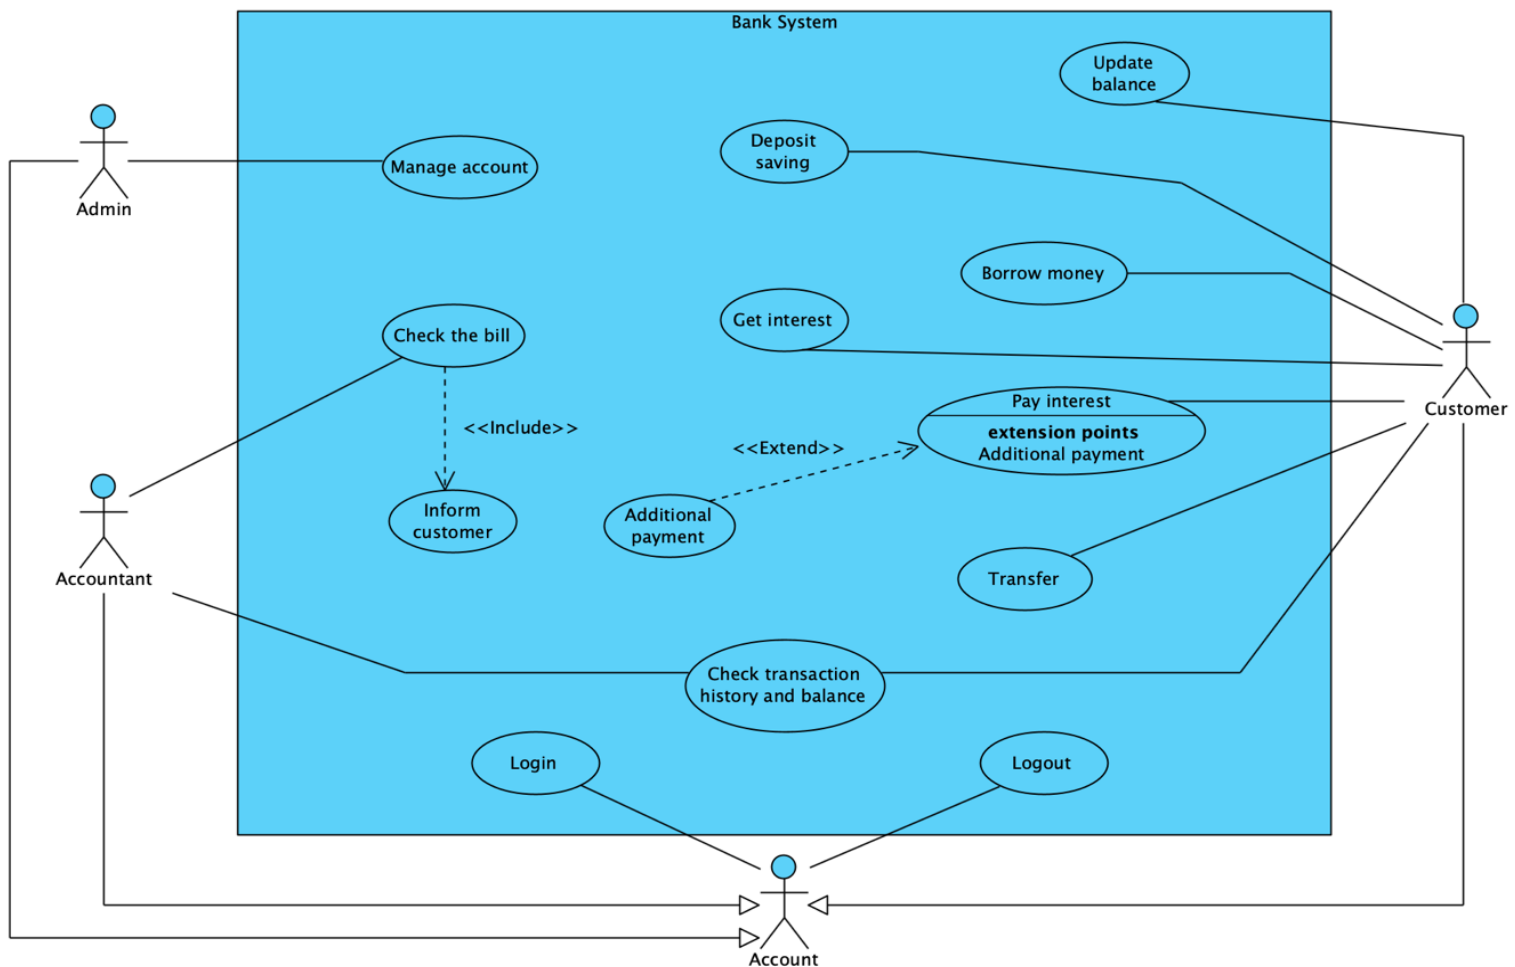 Bank System
Update
balance
Deposit
saving
Manage account
Admin
Borrow money
Get interest
Check the bill
Pay interest
extension points
Additional payment
Customer
<<Include>>
<<Extend>>
Inform
customer
Additional
payment
Accountant
Transfer
Check transaction
history and balance
Login
Logout
Account